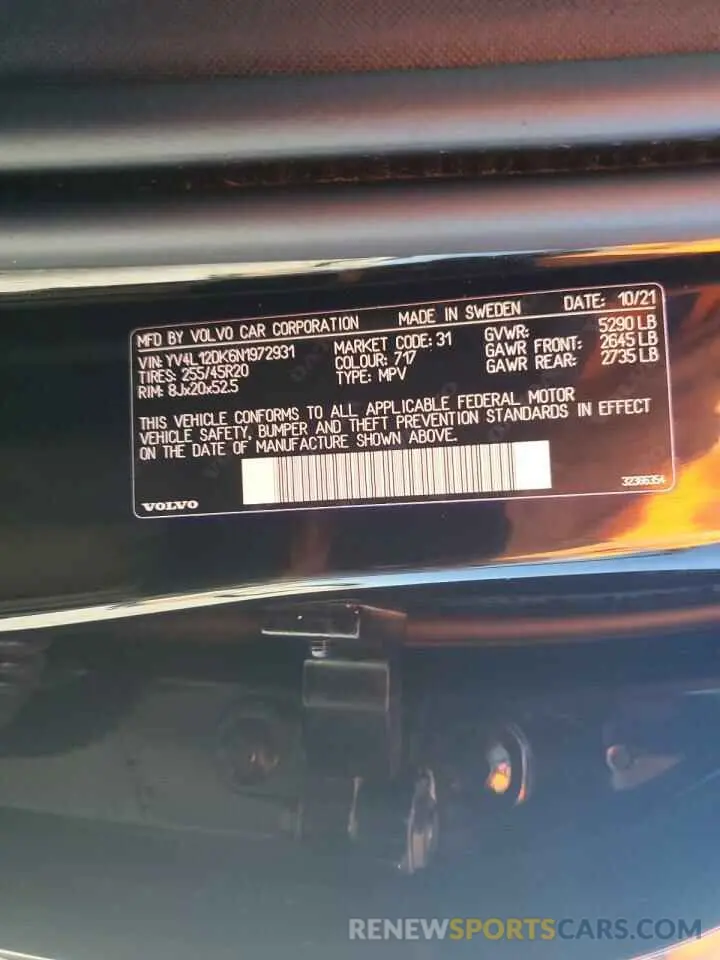 MFD BY VOLVO CAR CORPORATION MADE IN SWEDEN DATE: 10/21
VIN: YV4L12DK6N1972931 MARKET CODE: 31 GVWR: 5290 LB
TIRES: 255/45R20 COLOUR: 717 GAWR FRONT: 2645 LB
RIM: 8Jx20x52.5 TYPE: MPV GAWR REAR: 2735 LB
THIS VEHICLE CONFORMS TO ALL APPLICABLE FEDERAL MOTOR
VEHICLE SAFETY, BUMPER AND THEFT PREVENTION STANDARDS IN EFFECT
ON THE DATE OF MANUFACTURE SHOWN ABOVE.
VOLVO 32366354
RENEWSPORTSCARS.COM